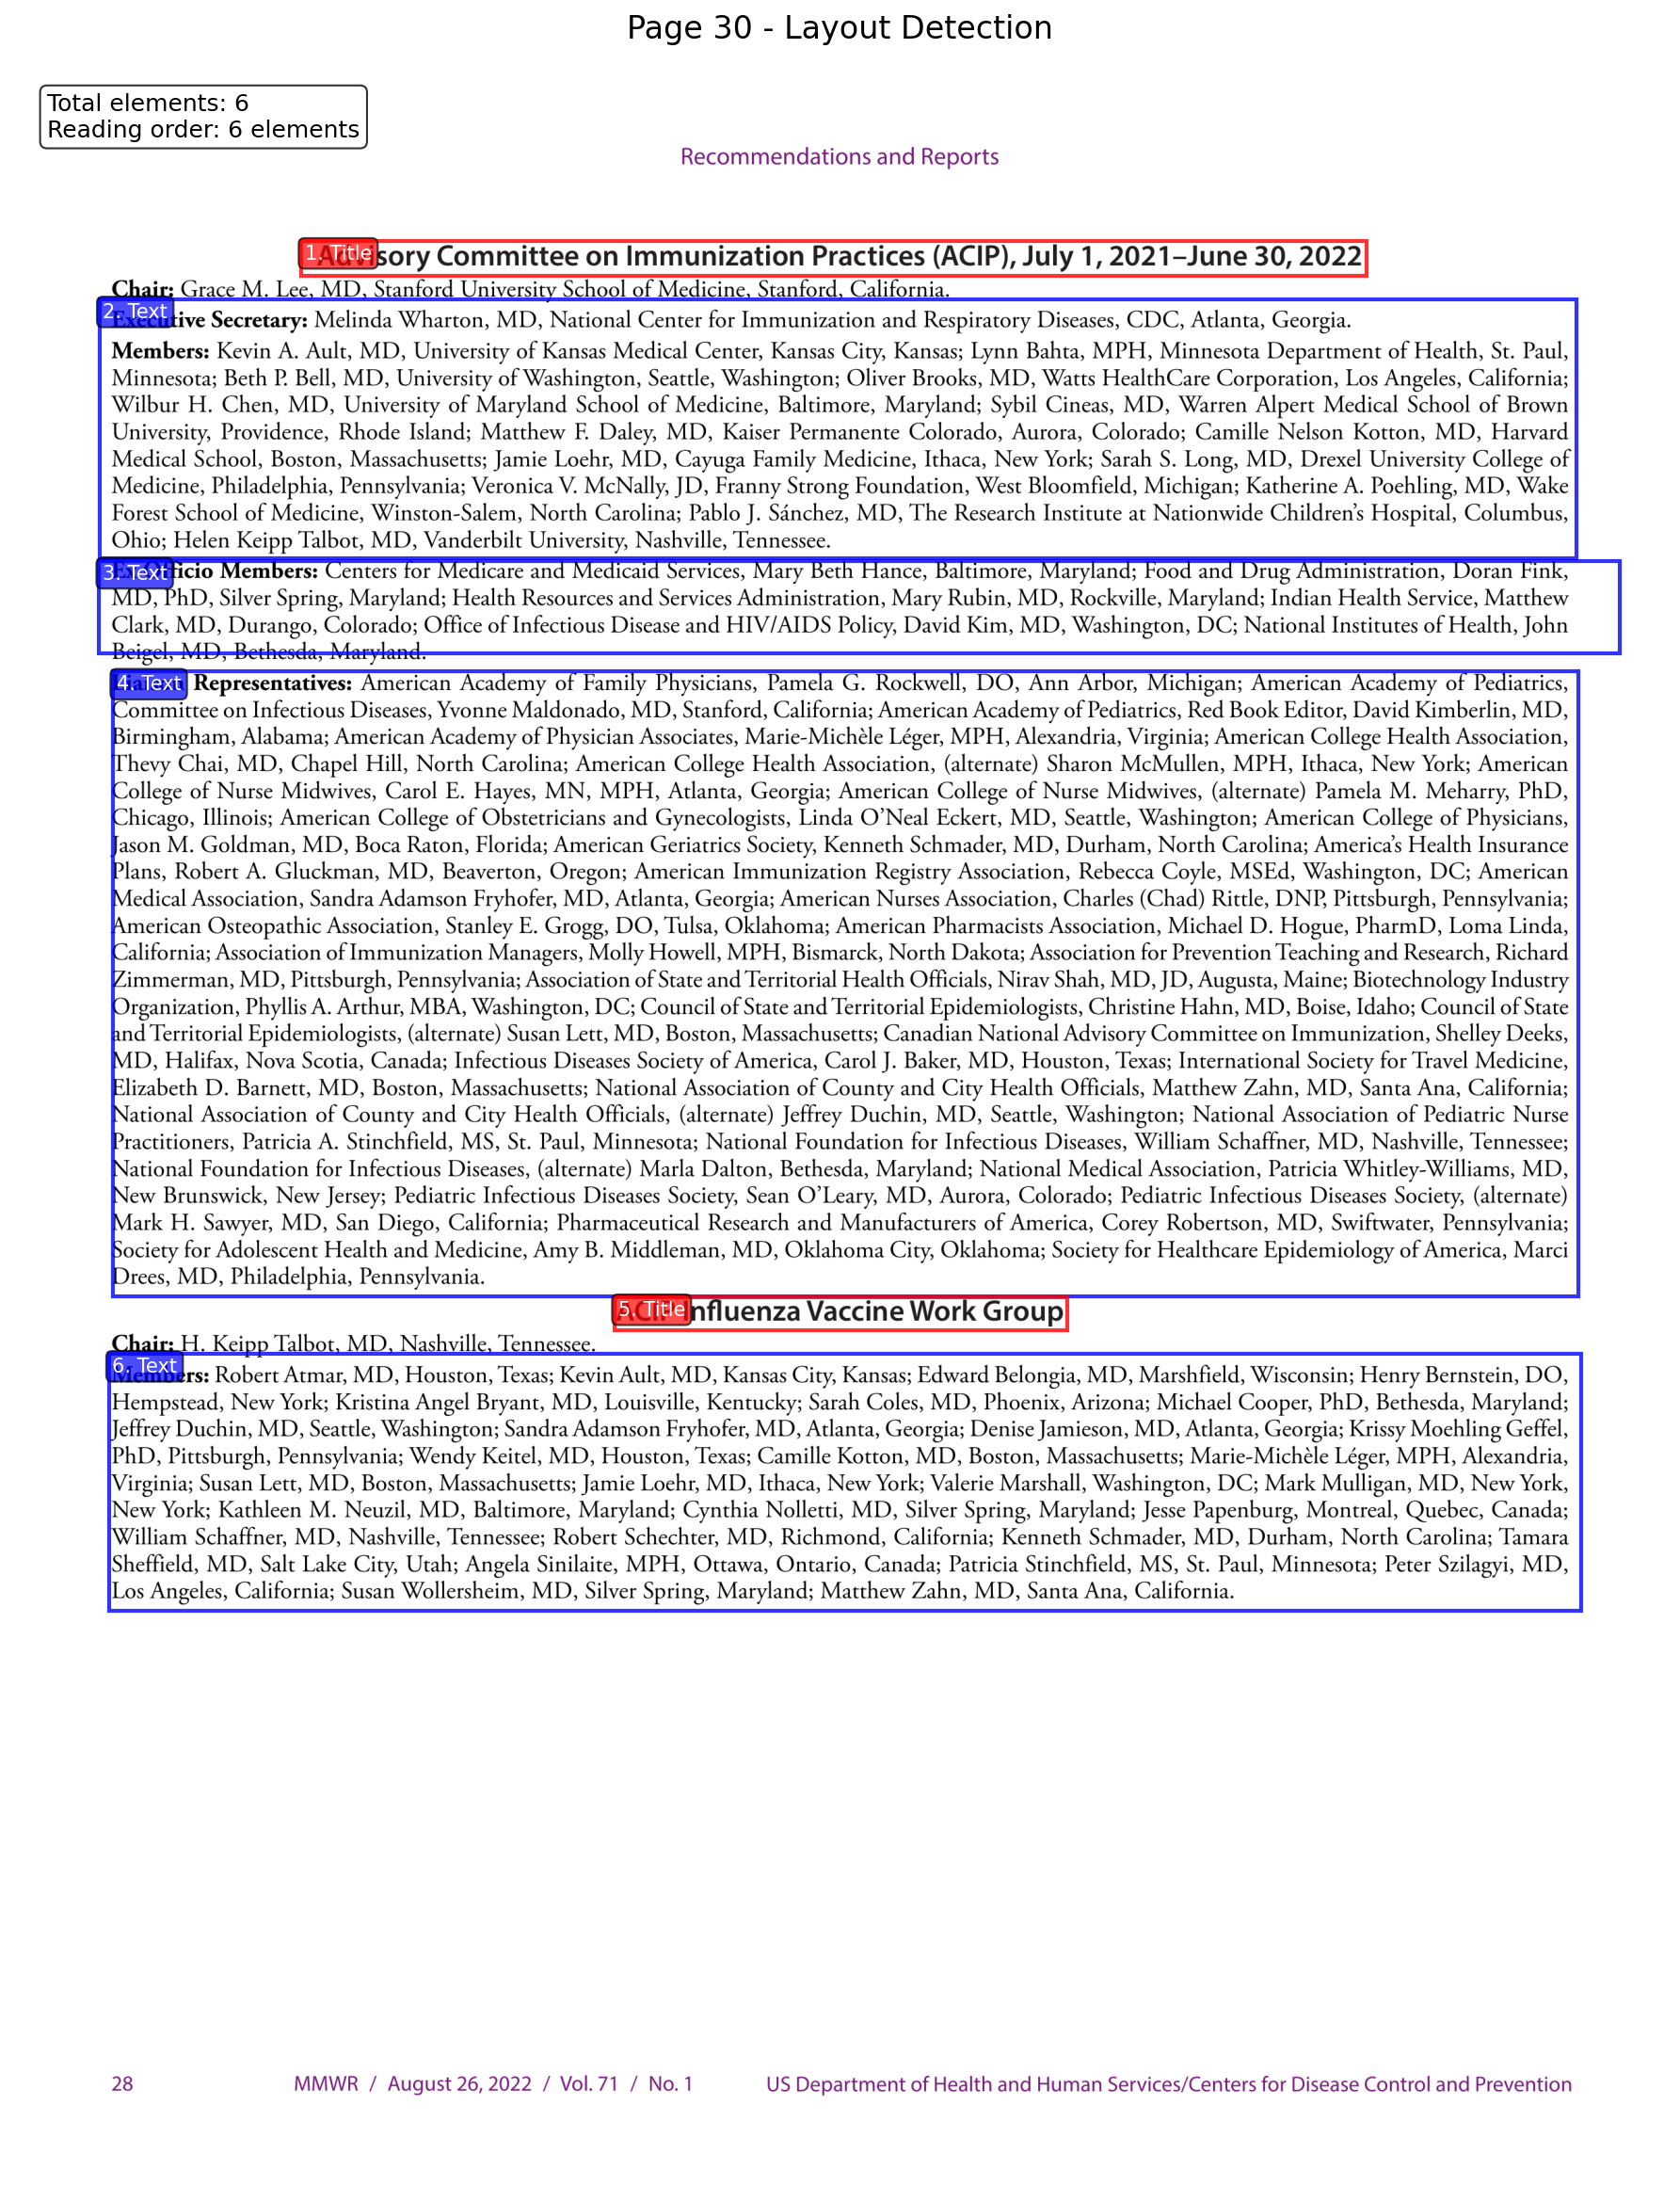 Page 30 - Layout Detection
Total elements: 6
Reading order: 6 elements
Recommendations and Reports
1. Title
Advisory Committee on Immunization Practices (ACIP), July 1, 2021–June 30, 2022
Chair: Grace M. Lee, MD, Stanford University School of Medicine, Stanford, California.
2. Text
Executive Secretary: Melinda Wharton, MD, National Center for Immunization and Respiratory Diseases, CDC, Atlanta, Georgia.
Members: Kevin A. Ault, MD, University of Kansas Medical Center, Kansas City, Kansas; Lynn Bahta, MPH, Minnesota Department of Health, St. Paul,
Minnesota; Beth P. Bell, MD, University of Washington, Seattle, Washington; Oliver Brooks, MD, Watts HealthCare Corporation, Los Angeles, California;
Wilbur H. Chen, MD, University of Maryland School of Medicine, Baltimore, Maryland; Sybil Cineas, MD, Warren Alpert Medical School of Brown
University, Providence, Rhode Island; Matthew F. Daley, MD, Kaiser Permanente Colorado, Aurora, Colorado; Camille Nelson Kotton, MD, Harvard
Medical School, Boston, Massachusetts; Jamie Loehr, MD, Cayuga Family Medicine, Ithaca, New York; Sarah S. Long, MD, Drexel University College of
Medicine, Philadelphia, Pennsylvania; Veronica V. McNally, JD, Franny Strong Foundation, West Bloomfield, Michigan; Katherine A. Poehling, MD, Wake
Forest School of Medicine, Winston-Salem, North Carolina; Pablo J. Sánchez, MD, The Research Institute at Nationwide Children's Hospital, Columbus,
Ohio; Helen Keipp Talbot, MD, Vanderbilt University, Nashville, Tennessee.
3. Text
Ex Officio Members: Centers for Medicare and Medicaid Services, Mary Beth Hance, Baltimore, Maryland; Food and Drug Administration, Doran Fink,
MD, PhD, Silver Spring, Maryland; Health Resources and Services Administration, Mary Rubin, MD, Rockville, Maryland; Indian Health Service, Matthew
Clark, MD, Durango, Colorado; Office of Infectious Disease and HIV/AIDS Policy, David Kim, MD, Washington, DC; National Institutes of Health, John
Beigel, MD, Bethesda, Maryland.
4. Text
Representatives: American Academy of Family Physicians, Pamela G. Rockwell, DO, Ann Arbor, Michigan; American Academy of Pediatrics,
Committee on Infectious Diseases, Yvonne Maldonado, MD, Stanford, California; American Academy of Pediatrics, Red Book Editor, David Kimberlin, MD,
Birmingham, Alabama; American Academy of Physician Associates, Marie-Michèle Léger, MPH, Alexandria, Virginia; American College Health Association,
Thevy Chai, MD, Chapel Hill, North Carolina; American College Health Association, (alternate) Sharon McMullen, MPH, Ithaca, New York; American
College of Nurse Midwives, Carol E. Hayes, MN, MPH, Atlanta, Georgia; American College of Nurse Midwives, (alternate) Pamela M. Meharry, PhD,
Chicago, Illinois; American College of Obstetricians and Gynecologists, Linda O'Neal Eckert, MD, Seattle, Washington; American College of Physicians,
Jason M. Goldman, MD, Boca Raton, Florida; American Geriatrics Society, Kenneth Schmader, MD, Durham, North Carolina; America's Health Insurance
Plans, Robert A. Gluckman, MD, Beaverton, Oregon; American Immunization Registry Association, Rebecca Coyle, MSEd, Washington, DC; American
Medical Association, Sandra Adamson Fryhofer, MD, Atlanta, Georgia; American Nurses Association, Charles (Chad) Rittle, DNP, Pittsburgh, Pennsylvania;
American Osteopathic Association, Stanley E. Grogg, DO, Tulsa, Oklahoma; American Pharmacists Association, Michael D. Hogue, PharmD, Loma Linda,
California; Association of Immunization Managers, Molly Howell, MPH, Bismarck, North Dakota; Association for Prevention Teaching and Research, Richard
Zimmerman, MD, Pittsburgh, Pennsylvania; Association of State and Territorial Health Officials, Nirav Shah, MD, JD, Augusta, Maine; Biotechnology Industry
Organization, Phyllis A. Arthur, MBA, Washington, DC; Council of State and Territorial Epidemiologists, Christine Hahn, MD, Boise, Idaho; Council of State
and Territorial Epidemiologists, (alternate) Susan Lett, MD, Boston, Massachusetts; Canadian National Advisory Committee on Immunization, Shelley Deeks,
MD, Halifax, Nova Scotia, Canada; Infectious Diseases Society of America, Carol J. Baker, MD, Houston, Texas; International Society for Travel Medicine,
Elizabeth D. Barnett, MD, Boston, Massachusetts; National Association of County and City Health Officials, Matthew Zahn, MD, Santa Ana, California;
National Association of County and City Health Officials, (alternate) Jeffrey Duchin, MD, Seattle, Washington; National Association of Pediatric Nurse
Practitioners, Patricia A. Stinchfield, MS, St. Paul, Minnesota; National Foundation for Infectious Diseases, William Schaffner, MD, Nashville, Tennessee;
National Foundation for Infectious Diseases, (alternate) Marla Dalton, Bethesda, Maryland; National Medical Association, Patricia Whitley-Williams, MD,
New Brunswick, New Jersey; Pediatric Infectious Diseases Society, Sean O'Leary, MD, Aurora, Colorado; Pediatric Infectious Diseases Society, (alternate)
Mark H. Sawyer, MD, San Diego, California; Pharmaceutical Research and Manufacturers of America, Corey Robertson, MD, Swiftwater, Pennsylvania;
Society for Adolescent Health and Medicine, Amy B. Middleman, MD, Oklahoma City, Oklahoma; Society for Healthcare Epidemiology of America, Marci
Drees, MD, Philadelphia, Pennsylvania.
5. Title
ACIP Influenza Vaccine Work Group
Chair: H. Keipp Talbot, MD, Nashville, Tennessee.
6. Text
Members: Robert Atmar, MD, Houston, Texas; Kevin Ault, MD, Kansas City, Kansas; Edward Belongia, MD, Marshfield, Wisconsin; Henry Bernstein, DO,
Hempstead, New York; Kristina Angel Bryant, MD, Louisville, Kentucky; Sarah Coles, MD, Phoenix, Arizona; Michael Cooper, PhD, Bethesda, Maryland;
Jeffrey Duchin, MD, Seattle, Washington; Sandra Adamson Fryhofer, MD, Atlanta, Georgia; Denise Jamieson, MD, Atlanta, Georgia; Krissy Moehling Geffel,
PhD, Pittsburgh, Pennsylvania; Wendy Keitel, MD, Houston, Texas; Camille Kotton, MD, Boston, Massachusetts; Marie-Michèle Léger, MPH, Alexandria,
Virginia; Susan Lett, MD, Boston, Massachusetts; Jamie Loehr, MD, Ithaca, New York; Valerie Marshall, Washington, DC; Mark Mulligan, MD, New York,
New York; Kathleen M. Neuzil, MD, Baltimore, Maryland; Cynthia Nolletti, MD, Silver Spring, Maryland; Jesse Papenburg, Montreal, Quebec, Canada;
William Schaffner, MD, Nashville, Tennessee; Robert Schechter, MD, Richmond, California; Kenneth Schmader, MD, Durham, North Carolina; Tamara
Sheffield, MD, Salt Lake City, Utah; Angela Sinilaite, MPH, Ottawa, Ontario, Canada; Patricia Stinchfield, MS, St. Paul, Minnesota; Peter Szilagyi, MD,
Los Angeles, California; Susan Wollersheim, MD, Silver Spring, Maryland; Matthew Zahn, MD, Santa Ana, California.
28 MMWR / August 26, 2022 / Vol. 71 / No. 1 US Department of Health and Human Services/Centers for Disease Control and Prevention